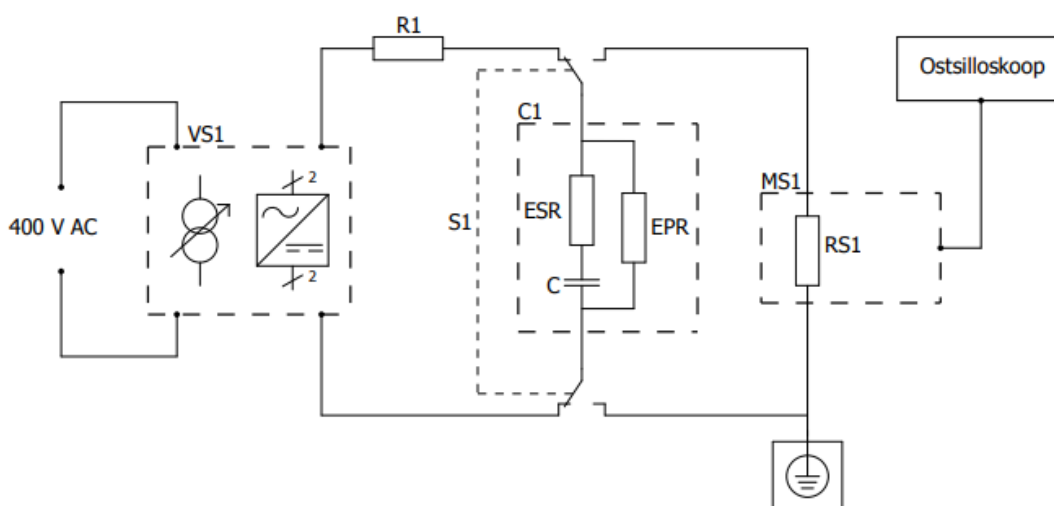 R1
Ostsilloskoop
VS1
C1
2
MS1
400 V AC
S1
ESR
EPR
RS1
2
C